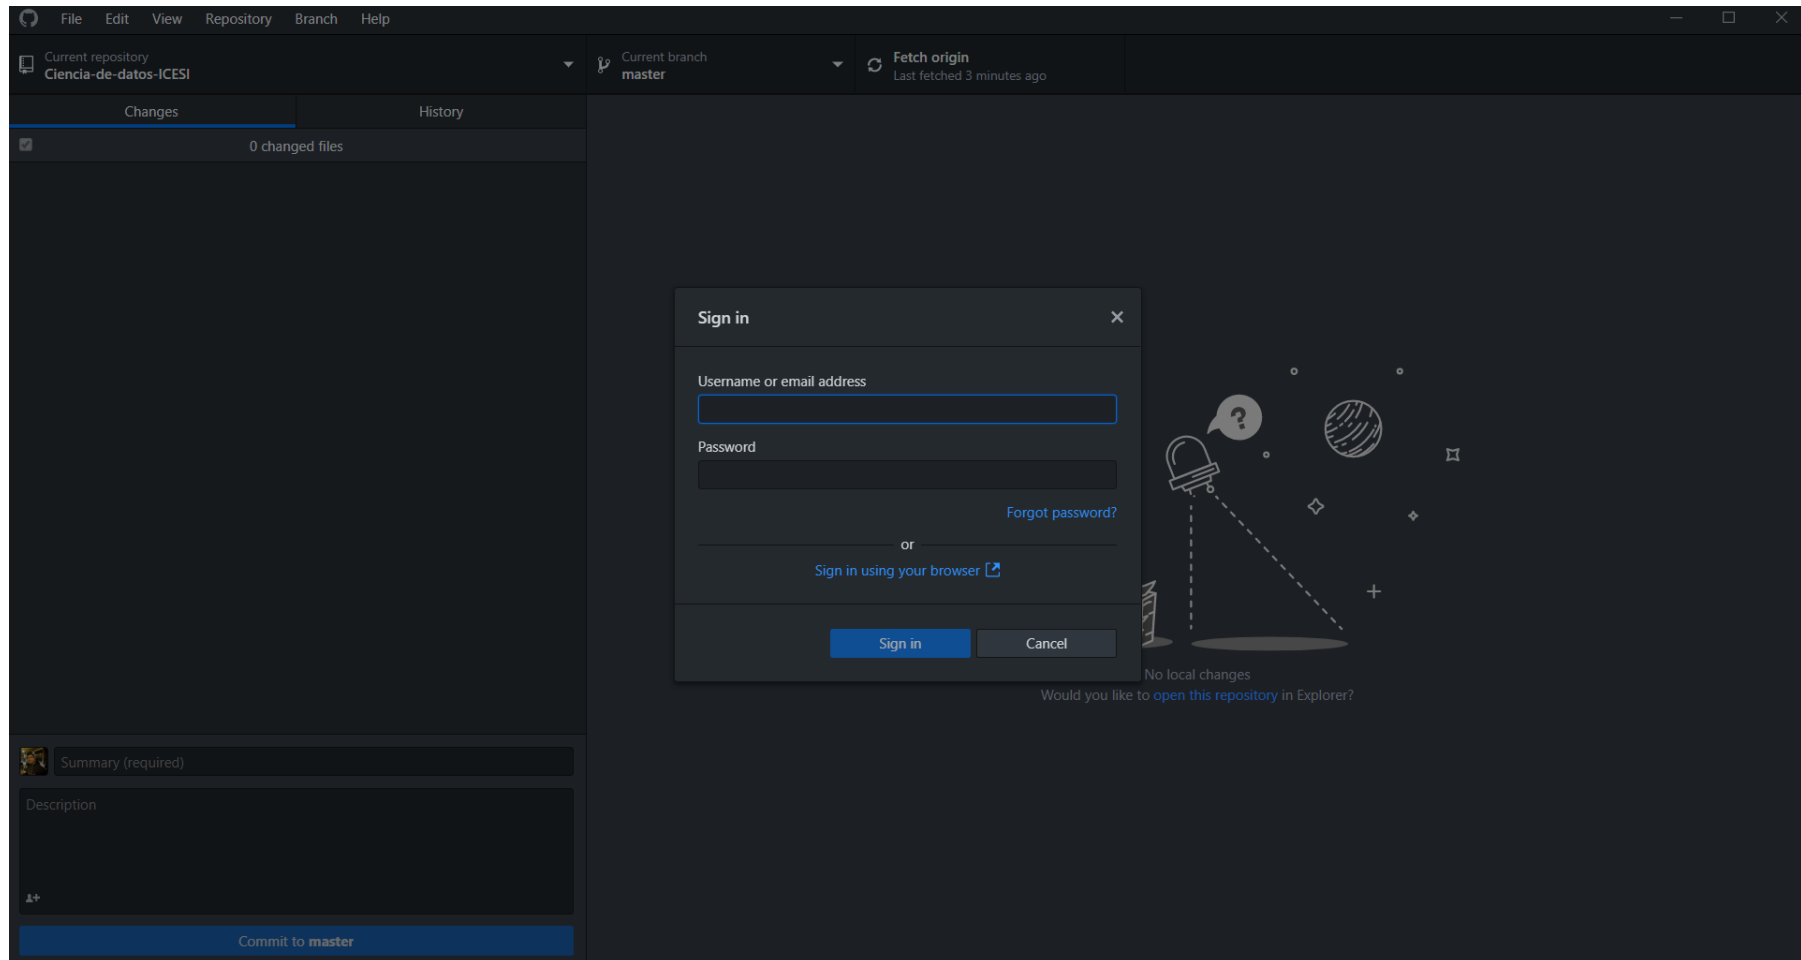 File Edit View Repository Branch Help
Current repository
Ciencia-de-datos-ICESI
Current branch
master
Fetch origin
Last fetched 3 minutes ago
Changes
History
0 changed files
Sign in
Username or email address
Password
Forgot password?
or
Sign in using your browser
Sign in
Cancel
?
No local changes
Would you like to open this repository in Explorer?
Summary (required)
Description
Commit to master